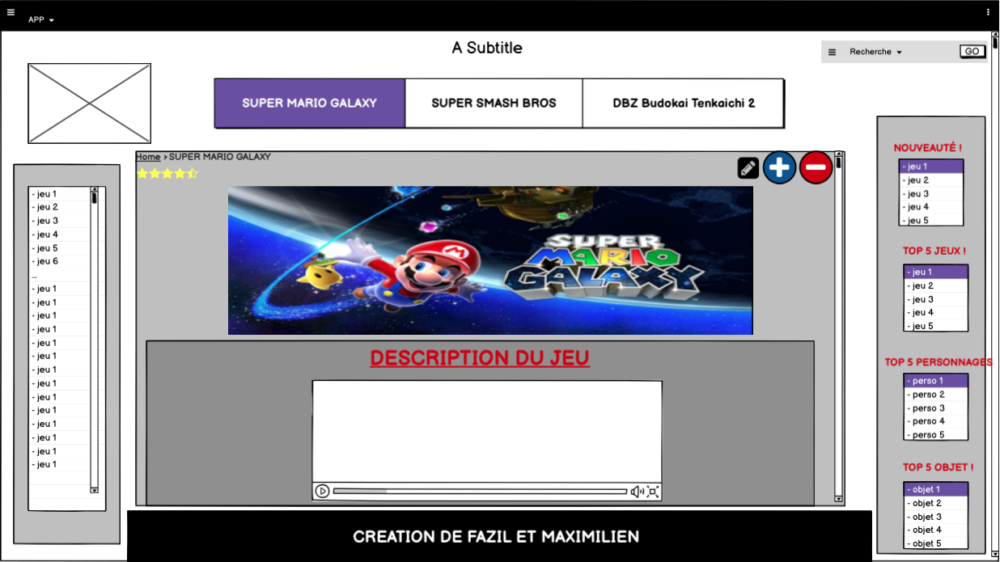 APP
A Subtitle
Recherche
GO
SUPER MARIO GALAXY
SUPER SMASH BROS
DBZ Budokai Tenkaichi 2
- jeu 1
- jeu 2
- jeu 3
- jeu 4
- jeu 5
- jeu 6
...
- jeu 1
- jeu 1
- jeu 1
- jeu 1
- jeu 1
- jeu 1
- jeu 1
- jeu 1
- jeu 1
- jeu 1
- jeu 1
- jeu 1
- jeu 1
- jeu 1
Home › SUPER MARIO GALAXY
SUPER
MARIO
GALAXY
DESCRIPTION DU JEU
NOUVEAUTÉ !
- jeu 1
- jeu 2
- jeu 3
- jeu 4
- jeu 5
TOP 5 JEUX !
- jeu 1
- jeu 2
- jeu 3
- jeu 4
- jeu 5
TOP 5 PERSONNAGES
- perso 1
- perso 2
- perso 3
- perso 4
- perso 5
TOP 5 OBJET !
- objet 1
- objet 2
- objet 3
- objet 4
- objet 5
CREATION DE FAZIL ET MAXIMILIEN